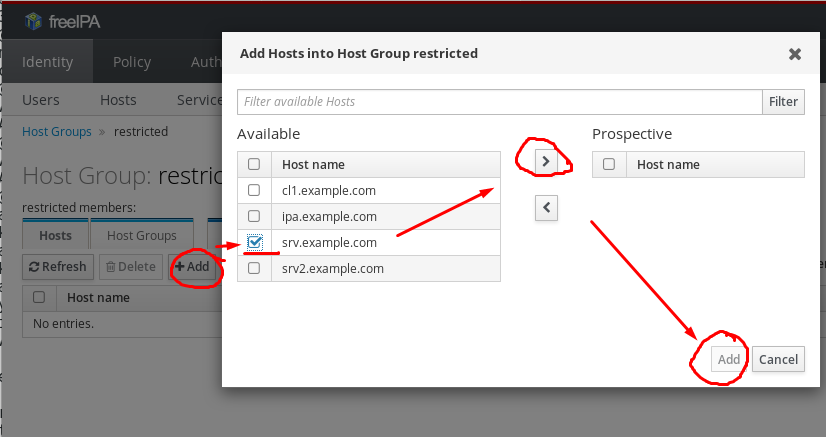 freeIPA
Identity Policy Auth
Users Hosts Service
Host Groups » restricted
Host Group: restric
restricted members:
Hosts Host Groups
Refresh Delete +Add
Host name
No entries.
Add Hosts into Host Group restricted
Filter available Hosts Filter
Available Prospective
Host name Host name
cl1.example.com
ipa.example.com
srv.example.com
srv2.example.com
Add Cancel